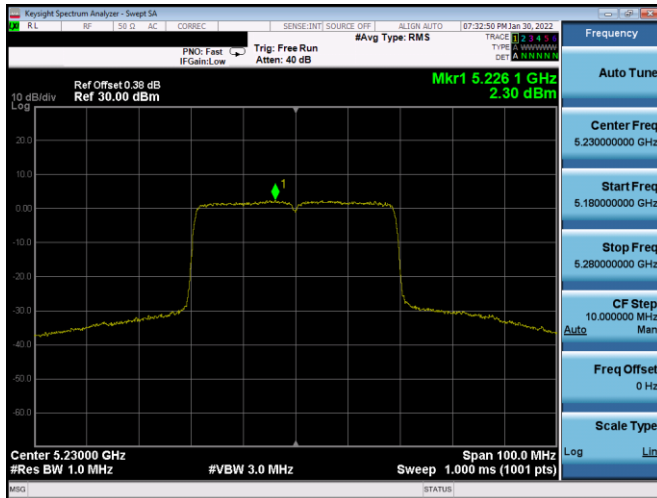 Keysight Spectrum Analyzer - Swept SA
RL RF 50 Ω AC CORREC SENSE:INT SOURCE OFF ALIGN AUTO 07:32:50 PM Jan 30, 2022
#Avg Type: RMS
TRACE 1 2 3 4 5 6
PNO: Fast Trig: Free Run TYPE A WWWWW
IFGain:Low Atten: 40 dB DET A N N N N N
Mkr1 5.226 1 GHz
Ref Offset 0.38 dB
10 dB/div Ref 30.00 dBm 2.30 dBm
Log
20.0
1
0.00
-10.0
-20.0
-30.0
-40.0
-50.0
-60.0
Center 5.23000 GHz Span 100.0 MHz
#Res BW 1.0 MHz #VBW 3.0 MHz Sweep 1.000 ms (1001 pts)
MSG STATUS
Frequency
Auto Tune
Center Freq
5.230000000 GHz
Start Freq
5.180000000 GHz
Stop Freq
5.280000000 GHz
CF Step
10.000000 MHz
Auto Man
Freq Offset
0 Hz
Scale Type
Log Lin